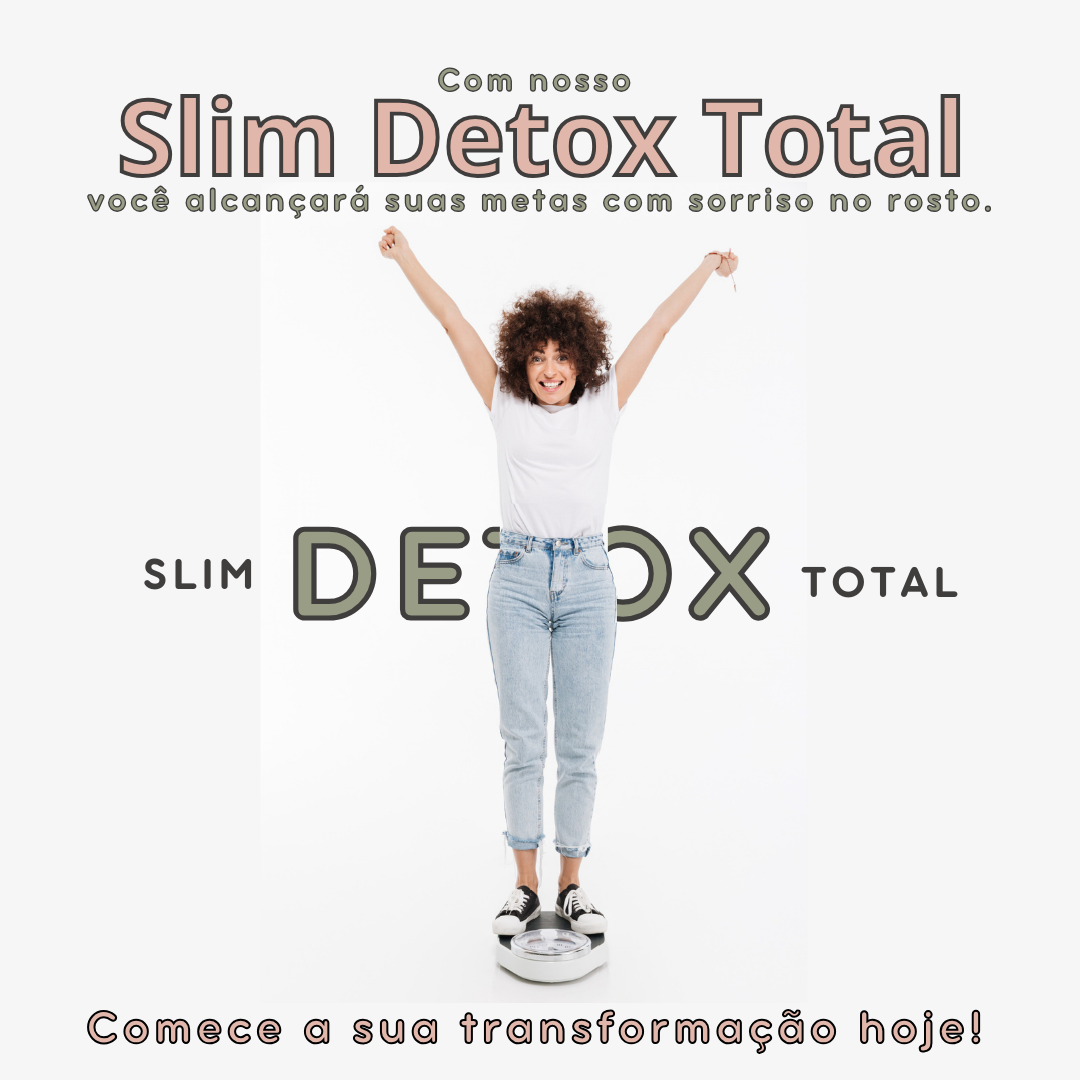 Com nosso
Slim Detox Total
você alcançará suas metas com sorriso no rosto.
SLIM DETOX TOTAL
Comece a sua transformação hoje!